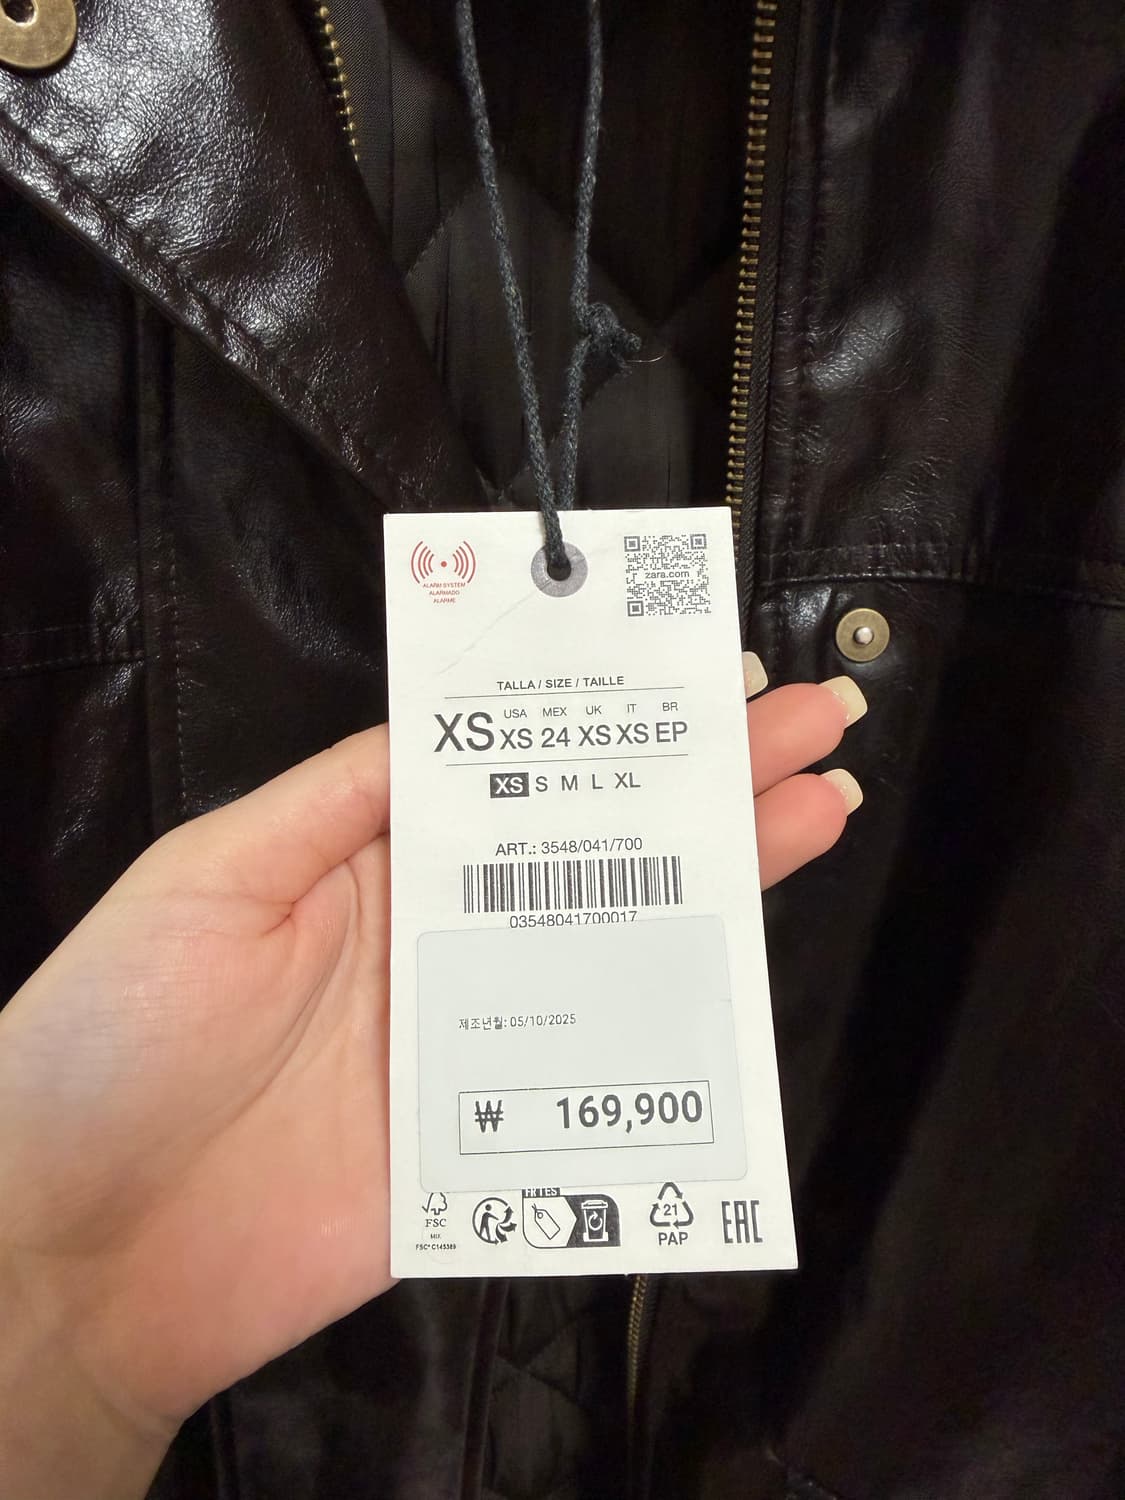 ALARM SYSTEM
ALARMADO
ALARME
zara.com
TALLA / SIZE / TAILLE
XS
USA MEX UK IT BR
XS 24 XS XS EP
XS S M L XL
ART.: 3548/041/700
03548041700017
제조년월: 05/10/2025
₩ 169,900
FSC
MIX
FSC® C145389
FR I ES
21
PAP
EAC